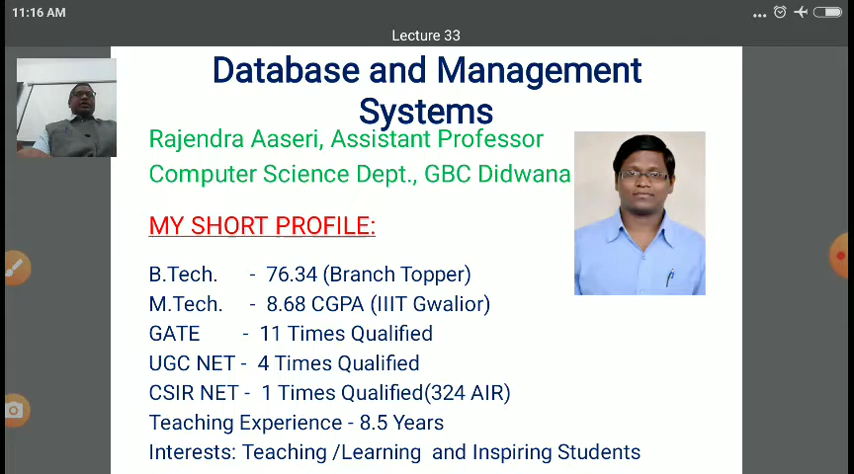 11:16 AM
Lecture 33
Database and Management
Systems
Rajendra Aaseri, Assistant Professor
Computer Science Dept., GBC Didwana
MY SHORT PROFILE:
B.Tech. - 76.34 (Branch Topper)
M.Tech. - 8.68 CGPA (IIIT Gwalior)
GATE - 11 Times Qualified
UGC NET - 4 Times Qualified
CSIR NET - 1 Times Qualified(324 AIR)
Teaching Experience - 8.5 Years
Interests: Teaching /Learning and Inspiring Students